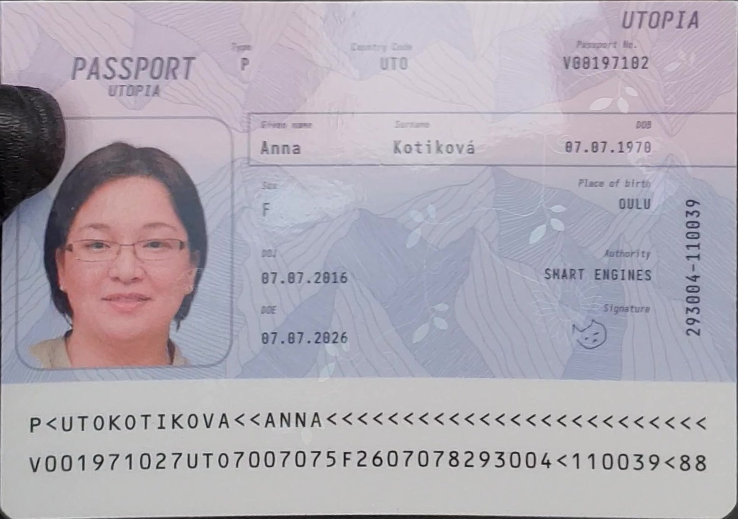 UTOPIA
Type Country Code Passport No.
PASSPORT P UTO V00197102
UTOPIA
Given name Surname DOB
Anna Kotiková 07.07.1970
Sex Place of birth
F OULU
DOI Authority
07.07.2016 SMART ENGINES
DOE Signature
07.07.2026
293004-110039
P<UTOKOTIKOVA<<ANNA<<<<<<<<<<<<<<<<<<<<<<<<<
V001971027UTO7007075F2607078293004<110039<88